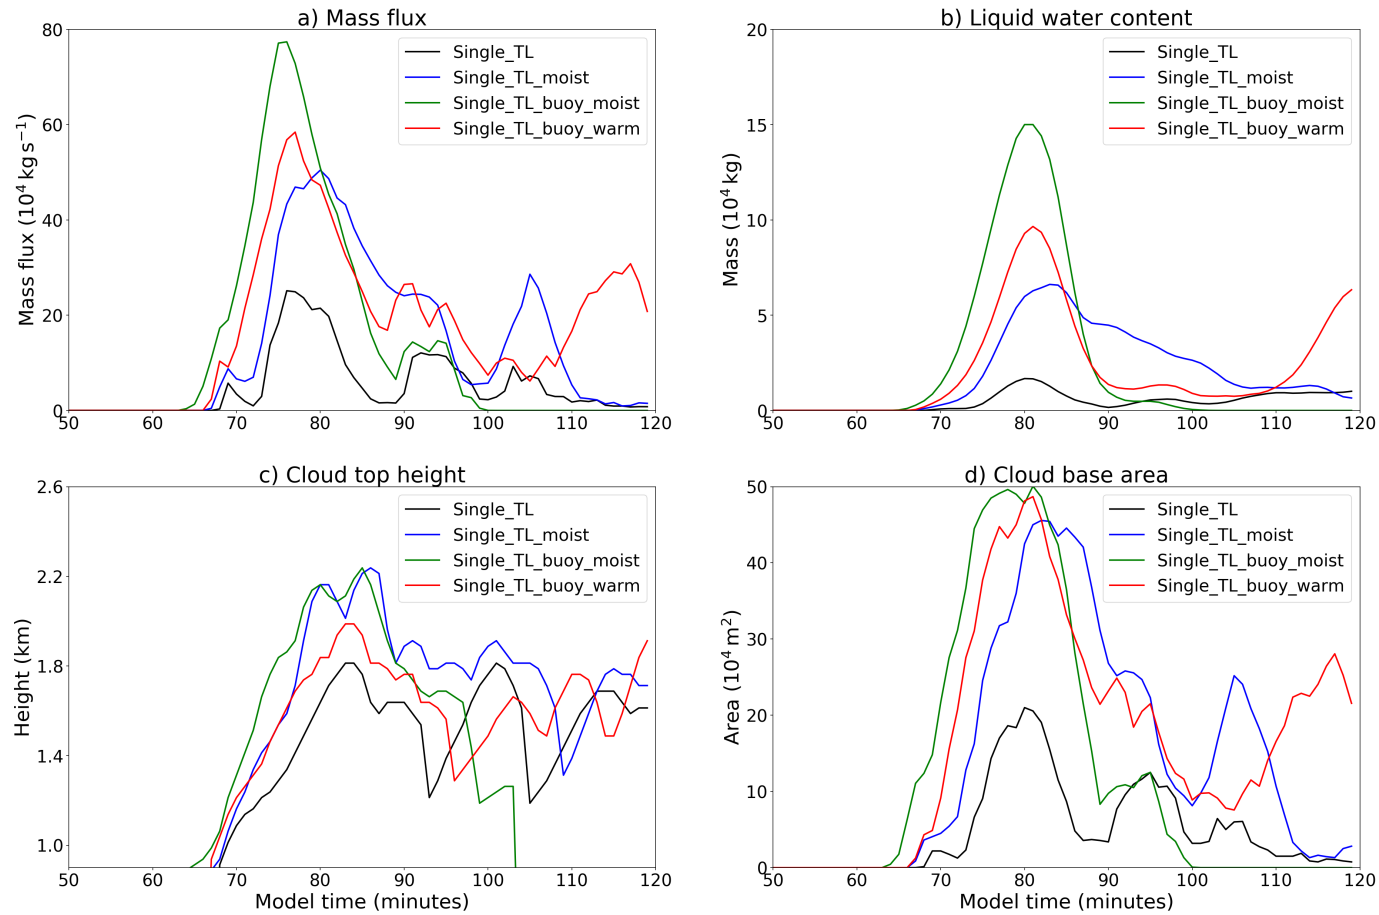 a) Mass flux
80
60
40
20
0
Mass flux (10⁴ kg s⁻¹)
Single_TL
Single_TL_moist
Single_TL_buoy_moist
Single_TL_buoy_warm
50 60 70 80 90 100 110 120
b) Liquid water content
20
15
10
5
0
Mass (10⁴ kg)
Single_TL
Single_TL_moist
Single_TL_buoy_moist
Single_TL_buoy_warm
50 60 70 80 90 100 110 120
c) Cloud top height
2.6
2.2
1.8
1.4
1.0
Height (km)
Single_TL
Single_TL_moist
Single_TL_buoy_moist
Single_TL_buoy_warm
50 60 70 80 90 100 110 120
Model time (minutes)
d) Cloud base area
50
40
30
20
10
0
Area (10⁴ m²)
Single_TL
Single_TL_moist
Single_TL_buoy_moist
Single_TL_buoy_warm
50 60 70 80 90 100 110 120
Model time (minutes)